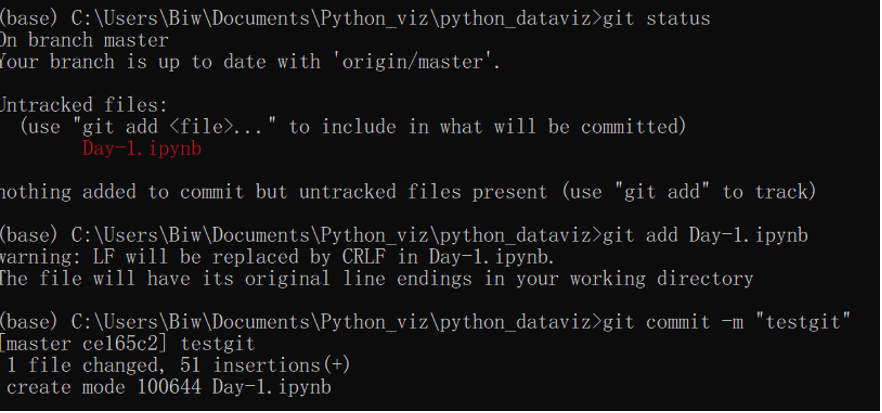 (base) C:\Users\Biw\Documents\Python_viz\python_dataviz>git status
On branch master
Your branch is up to date with 'origin/master'.
Untracked files:
(use "git add <file>..." to include in what will be committed)
Day-1.ipynb
nothing added to commit but untracked files present (use "git add" to track)
(base) C:\Users\Biw\Documents\Python_viz\python_dataviz>git add Day-1.ipynb
warning: LF will be replaced by CRLF in Day-1.ipynb.
The file will have its original line endings in your working directory
(base) C:\Users\Biw\Documents\Python_viz\python_dataviz>git commit -m "testgit"
[master ce165c2] testgit
1 file changed, 51 insertions(+)
create mode 100644 Day-1.ipynb